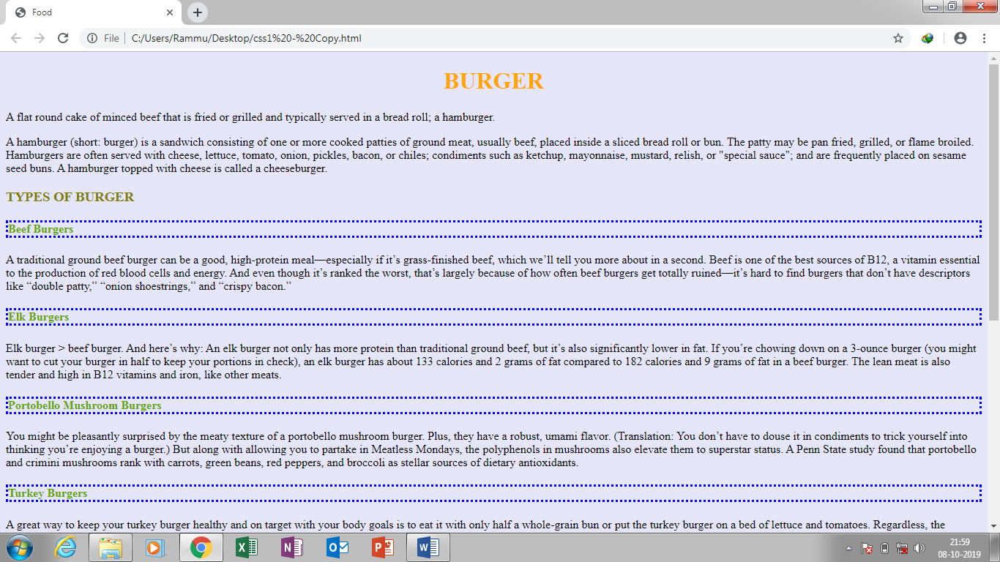 Food
File
C:/Users/Rammu/Desktop/css1%20-%20Copy.html
BURGER
A flat round cake of minced beef that is fried or grilled and typically served in a bread roll; a hamburger.
A hamburger (short: burger) is a sandwich consisting of one or more cooked patties of ground meat, usually beef, placed inside a sliced bread roll or bun. The patty may be pan fried, grilled, or flame broiled.
Hamburgers are often served with cheese, lettuce, tomato, onion, pickles, bacon, or chiles; condiments such as ketchup, mayonnaise, mustard, relish, or "special sauce"; and are frequently placed on sesame
seed buns. A hamburger topped with cheese is called a cheeseburger.
TYPES OF BURGER
Beef Burgers
A traditional ground beef burger can be a good, high-protein meal—especially if it’s grass-finished beef, which we’ll tell you more about in a second. Beef is one of the best sources of B12, a vitamin essential
to the production of red blood cells and energy. And even though it’s ranked the worst, that’s largely because of how often beef burgers get totally ruined—it’s hard to find burgers that don’t have descriptors
like “double patty,” “onion shoestrings,” and “crispy bacon.”
Elk Burgers
Elk burger > beef burger. And here’s why: An elk burger not only has more protein than traditional ground beef, but it’s also significantly lower in fat. If you’re chowing down on a 3-ounce burger (you might
want to cut your burger in half to keep your portions in check), an elk burger has about 133 calories and 2 grams of fat compared to 182 calories and 9 grams of fat in a beef burger. The lean meat is also
tender and high in B12 vitamins and iron, like other meats.
Portobello Mushroom Burgers
You might be pleasantly surprised by the meaty texture of a portobello mushroom burger. Plus, they have a robust, umami flavor. (Translation: You don’t have to douse it in condiments to trick yourself into
thinking you’re enjoying a burger.) But along with allowing you to partake in Meatless Mondays, the polyphenols in mushrooms also elevate them to superstar status. A Penn State study found that portobello
and crimini mushrooms rank with carrots, green beans, red peppers, and broccoli as stellar sources of dietary antioxidants.
Turkey Burgers
A great way to keep your turkey burger healthy and on target with your body goals is to eat it with only half a whole-grain bun or put the turkey burger on a bed of lettuce and tomatoes. Regardless, the
21:59
08-10-2019